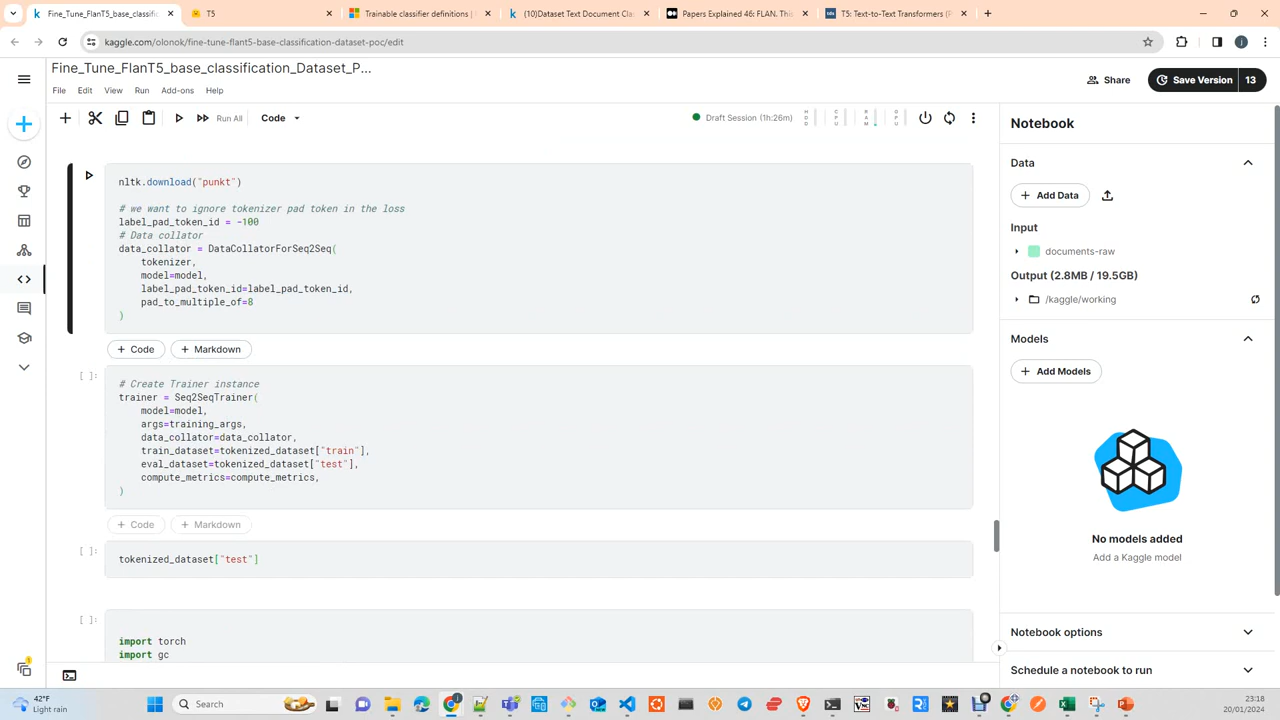 Fine_Tune_FlanT5_base_classific
T5
Trainable classifier definitions |
(10)Dataset Text Document Clas
Papers Explained 46: FLAN. This
T5: Text-to-Text Transformers (P
kaggle.com/olonok/fine-tune-flant5-base-classification-dataset-poc/edit
Fine_Tune_FlanT5_base_classification_Dataset_P...
File Edit View Run Add-ons Help
Share
Save Version 13
Run All
Code
Draft Session (1h:26m)
HDD
CPU
RAM
GPU
Notebook
nltk.download("punkt")
# we want to ignore tokenizer pad token in the loss
label_pad_token_id = -100
# Data collator
data_collator = DataCollatorForSeq2Seq(
tokenizer,
model=model,
label_pad_token_id=label_pad_token_id,
pad_to_multiple_of=8
)
+ Code + Markdown
[ ]:
# Create Trainer instance
trainer = Seq2SeqTrainer(
model=model,
args=training_args,
data_collator=data_collator,
train_dataset=tokenized_dataset["train"],
eval_dataset=tokenized_dataset["test"],
compute_metrics=compute_metrics,
)
+ Code + Markdown
[ ]:
tokenized_dataset["test"]
[ ]:
import torch
import gc
Data
+ Add Data
Input
documents-raw
Output (2.8MB / 19.5GB)
/kaggle/working
Models
+ Add Models
No models added
Add a Kaggle model
Notebook options
Schedule a notebook to run
42°F
Light rain
Search
23:18
20/01/2024